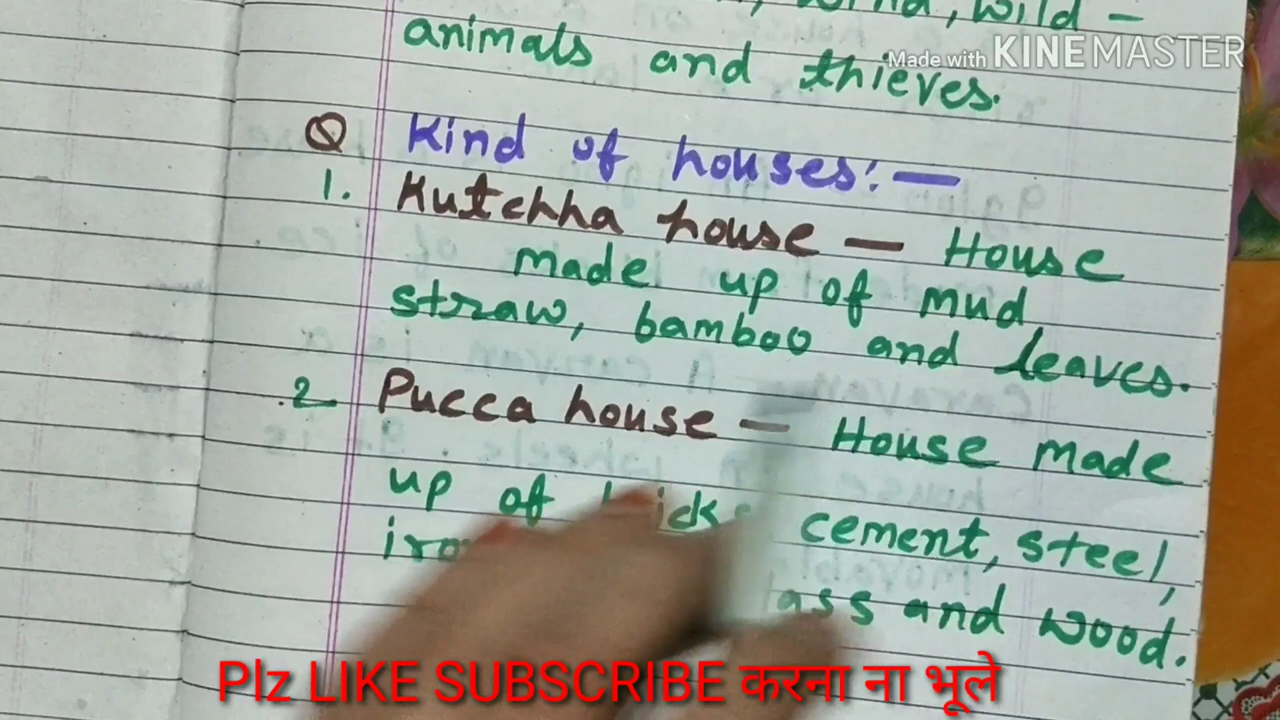 wild –
Made with KINEMASTER
animals and thieves.
Q Kind of houses:—
1. Kutchha house — House
made up of mud
straw, bamboo and leaves.
2. Pucca house — House made
up of cement, steel,
and wood.
Plz LIKE SUBSCRIBE करना ना भूले